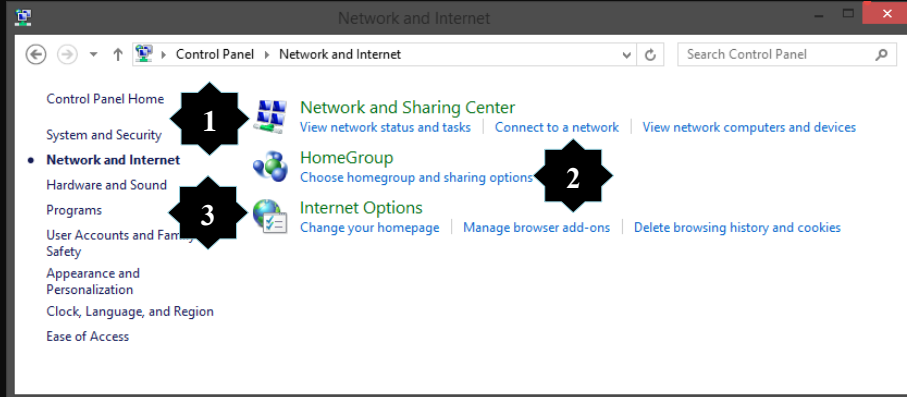 Network and Internet
Control Panel Network and Internet
Search Control Panel
Control Panel Home
System and Security
Network and Internet
Hardware and Sound
Programs
User Accounts and
Safety
Appearance and
Personalization
Clock, Language, and Region
Ease of Access
1
Network and Sharing Center
View network status and tasks Connect to a network View network computers and devices
HomeGroup
Choose homegroup and sharing options
2
3
Internet Options
Change your homepage Manage browser add-ons Delete browsing history and cookies